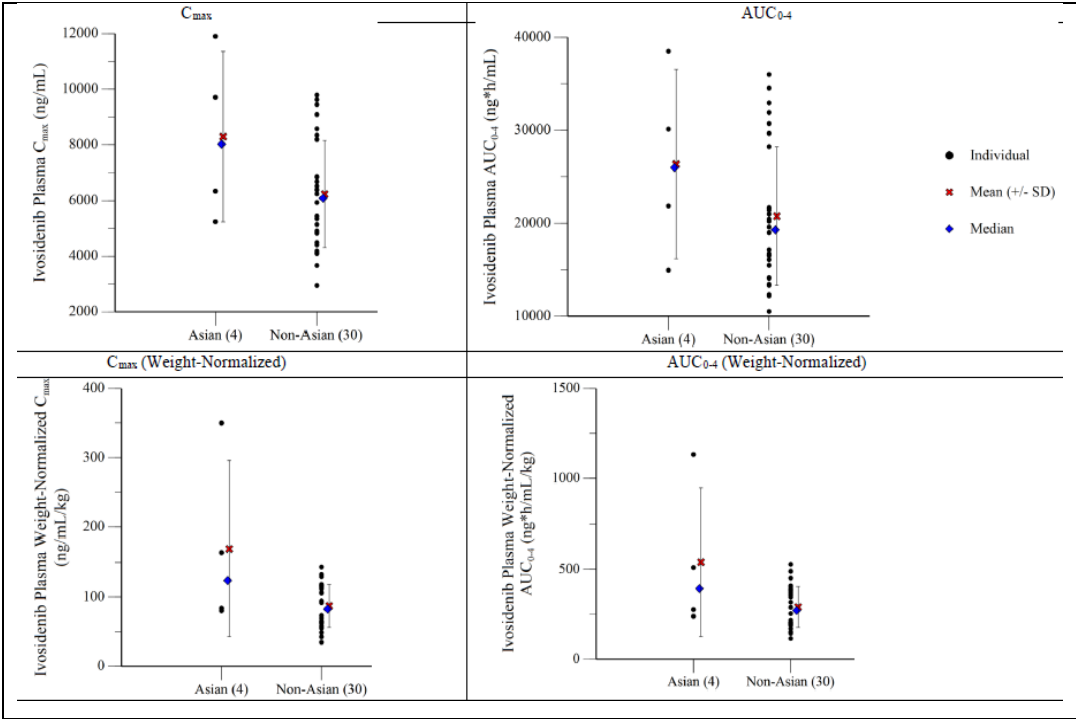 Cmax
AUC0-4
Ivosidenib Plasma Cmax (ng/mL)
12000
10000
8000
6000
4000
2000
Asian (4)
Non-Asian (30)
Ivosidenib Plasma AUC0-4 (ng*h/mL)
40000
30000
20000
10000
Asian (4)
Non-Asian (30)
Individual
Mean (+/- SD)
Median
Cmax (Weight-Normalized)
AUC0-4 (Weight-Normalized)
Ivosidenib Plasma Weight-Normalized Cmax
(ng/mL/kg)
400
300
200
100
0
Asian (4)
Non-Asian (30)
Ivosidenib Plasma Weight-Normalized
AUC0-4 (ng*h/mL/kg)
1500
1000
500
0
Asian (4)
Non-Asian (30)